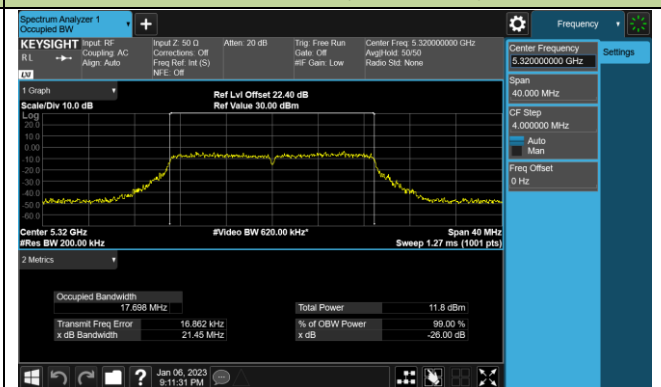 Spectrum Analyzer 1
Occupied BW
+
Frequency
KEYSIGHT
R L
LXI
Input: RF
Coupling: AC
Align: Auto
Input Z: 50 Ω
Corrections: Off
Freq Ref: Int (S)
NFE: Off
Atten: 20 dB
Trig: Free Run
Gate: Off
#IF Gain: Low
Center Freq: 5.320000000 GHz
Avg|Hold: 50/50
Radio Std: None
Center Frequency
5.320000000 GHz
Settings
Span
40.000 MHz
CF Step
4.000000 MHz
Auto
Man
Freq Offset
0 Hz
1 Graph
Scale/Div 10.0 dB
Ref Lvl Offset 22.40 dB
Ref Value 30.00 dBm
Log
20.0
10.0
0.00
-10.0
-20.0
-30.0
-40.0
-50.0
-60.0
Center 5.32 GHz
#Video BW 620.00 kHz*
Span 40 MHz
#Res BW 200.00 kHz
Sweep 1.27 ms (1001 pts)
2 Metrics
Occupied Bandwidth
17.698 MHz
Total Power
11.8 dBm
Transmit Freq Error
16.862 kHz
% of OBW Power
99.00 %
x dB Bandwidth
21.45 MHz
x dB
-26.00 dB
?
Jan 06, 2023
9:11:31 PM